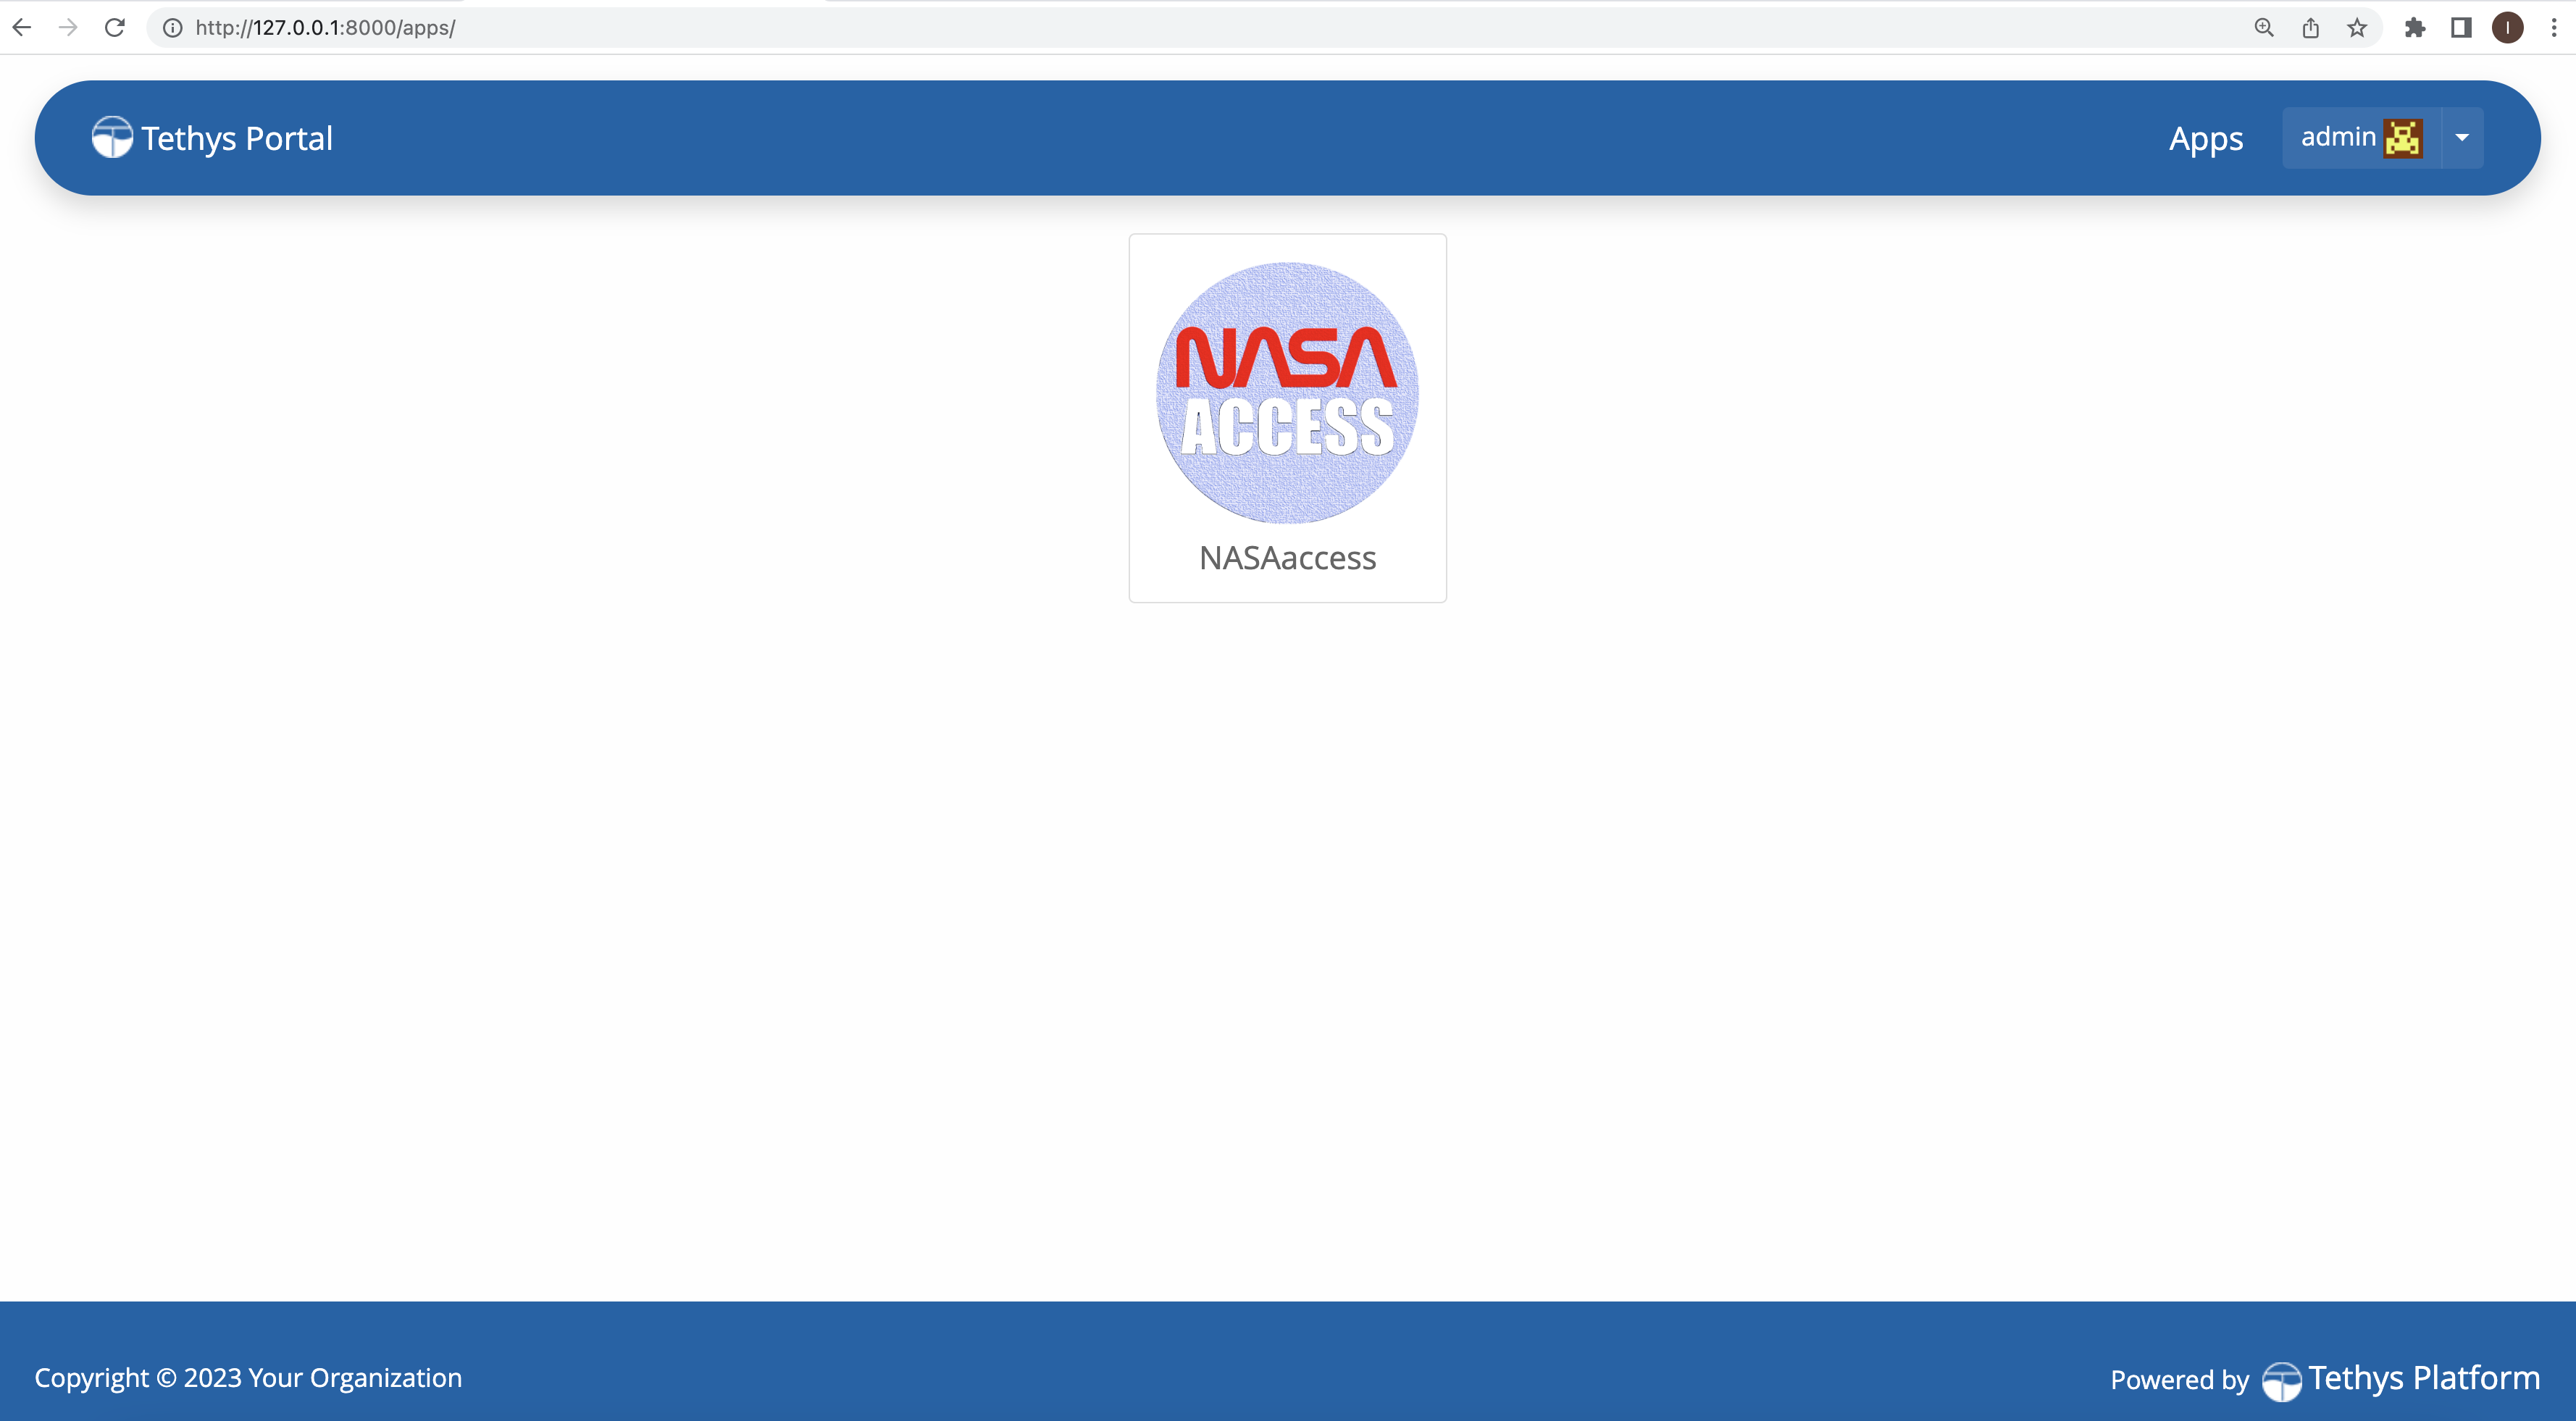 http://127.0.0.1:8000/apps/
I
Tethys Portal
Apps
admin
NASA
ACCESS
NASAaccess
Copyright © 2023 Your Organization
Powered by Tethys Platform